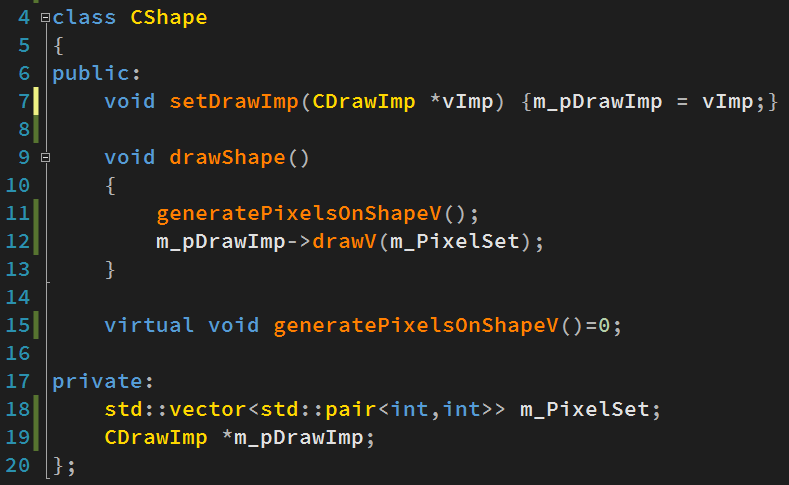 4 class CShape
5 {
6 public:
7     void setDrawImp(CDrawImp *vImp) {m_pDrawImp = vImp;}
8
9     void drawShape()
10     {
11         generatePixelsOnShapeV();
12         m_pDrawImp->drawV(m_PixelSet);
13     }
14
15     virtual void generatePixelsOnShapeV()=0;
16
17 private:
18     std::vector<std::pair<int,int>> m_PixelSet;
19     CDrawImp *m_pDrawImp;
20 };